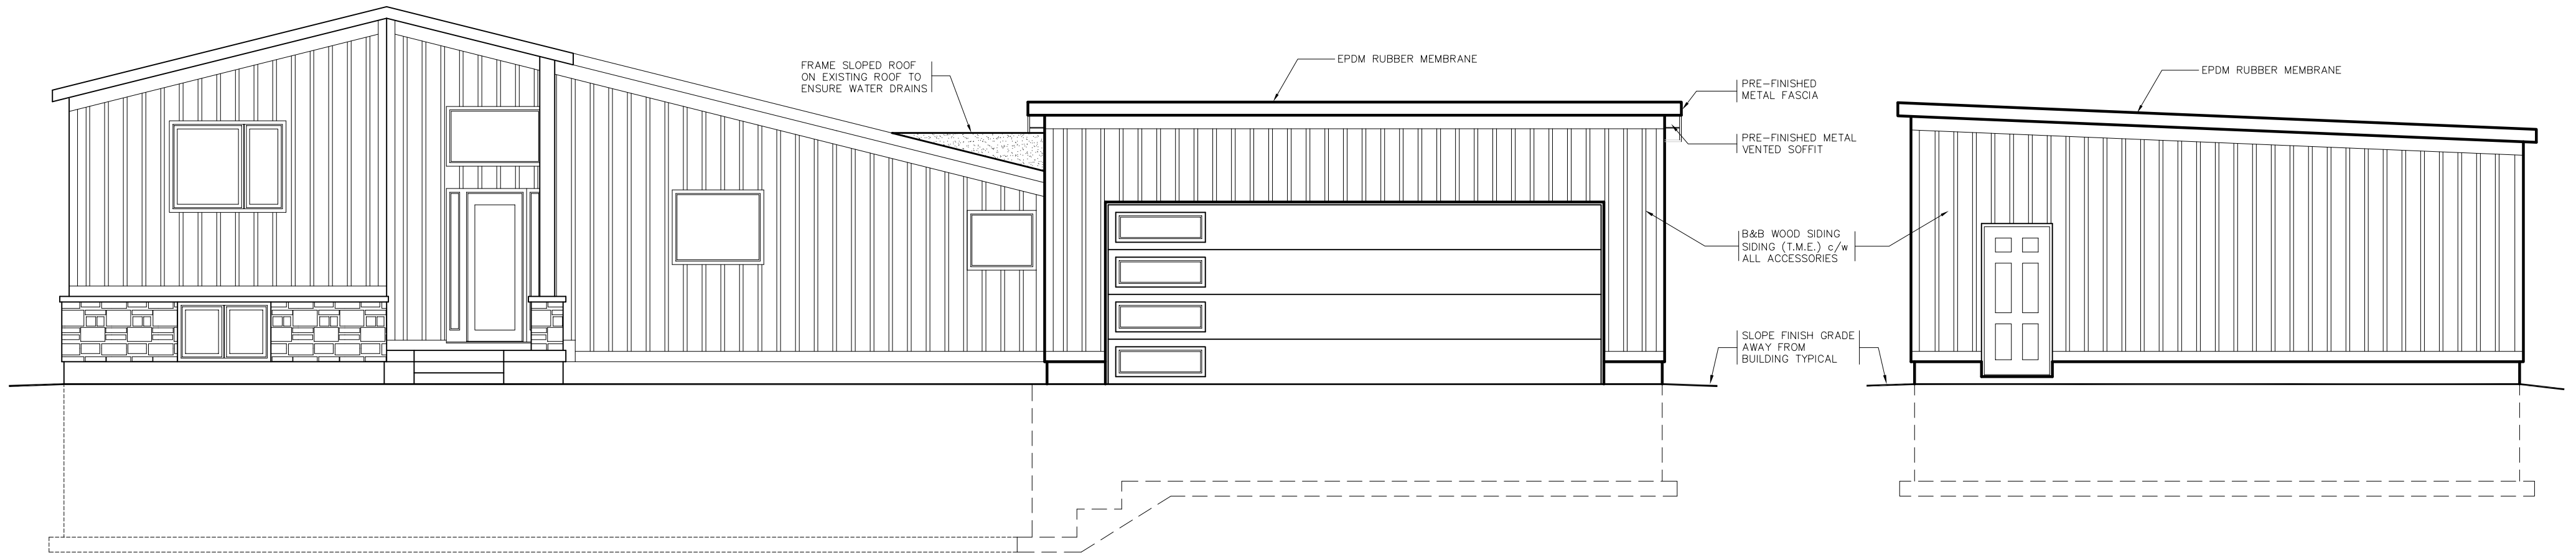 FRAME SLOPED ROOF
ON EXISTING ROOF TO
ENSURE WATER DRAINS
EPDM RUBBER MEMBRANE
PRE-FINISHED
METAL FASCIA
PRE-FINISHED METAL
VENTED SOFFIT
B&B WOOD SIDING
SIDING (T.M.E.) c/w
ALL ACCESSORIES
SLOPE FINISH GRADE
AWAY FROM
BUILDING TYPICAL
EPDM RUBBER MEMBRANE